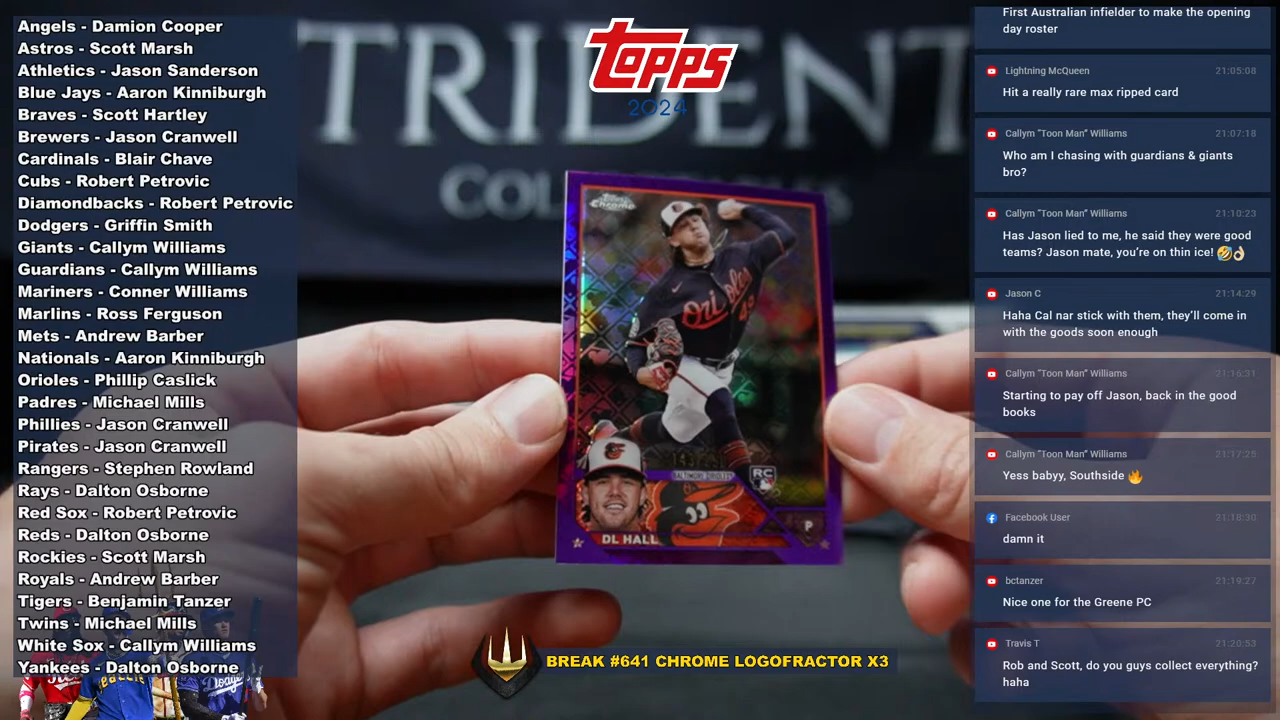 Angels - Damion Cooper
Astros - Scott Marsh
Athletics - Jason Sanderson
Blue Jays - Aaron Kinniburgh
Braves - Scott Hartley
Brewers - Jason Cranwell
Cardinals - Blair Chave
Cubs - Robert Petrovic
Diamondbacks - Robert Petrovic
Dodgers - Griffin Smith
Giants - Callym Williams
Guardians - Callym Williams
Mariners - Conner Williams
Marlins - Ross Ferguson
Mets - Andrew Barber
Nationals - Aaron Kinniburgh
Orioles - Phillip Caslick
Padres - Michael Mills
Phillies - Jason Cranwell
Pirates - Jason Cranwell
Rangers - Stephen Rowland
Rays - Dalton Osborne
Red Sox - Robert Petrovic
Reds - Dalton Osborne
Rockies - Scott Marsh
Royals - Andrew Barber
Tigers - Benjamin Tanzer
Twins - Michael Mills
White Sox - Callym Williams
Yankees - Dalton Osborne
TRIDENT
topps
2024
Topps
Chrome
Orioles
BALTIMORE ORIOLES
RC
DL HALL
P
BREAK #641 CHROME LOGOFRACTOR X3
First Australian infielder to make the opening
day roster
Lightning McQueen 21:05:08
Hit a really rare max ripped card
Callym "Toon Man" Williams 21:07:18
Who am I chasing with guardians & giants
bro?
Callym "Toon Man" Williams 21:10:23
Has Jason lied to me, he said they were good
teams? Jason mate, you're on thin ice! 🤣👌🏻
Jason C 21:14:29
Haha Cal nar stick with them, they'll come in
with the goods soon enough
Callym "Toon Man" Williams 21:16:31
Starting to pay off Jason, back in the good
books
Callym "Toon Man" Williams 21:17:25
Yess babyy, Southside 🔥
Facebook User 21:18:30
damn it
bctanzer 21:19:27
Nice one for the Greene PC
Travis T 21:20:53
Rob and Scott, do you guys collect everything?
haha